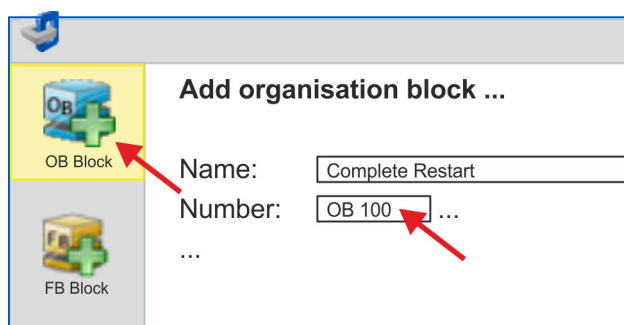 Add organisation block ...
OB
OB Block
Name: Complete Restart
Number: OB 100 ...
...
FB
FB Block